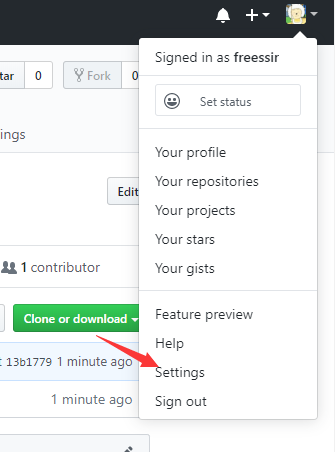 Signed in as freessir
tar 0 Fork 0
Set status
ings
Your profile
Your repositories
Edit
Your projects
Your stars
1 contributor
Your gists
Clone or download
Feature preview
Help
13b1779 1 minute ago
Settings
1 minute ago
Sign out